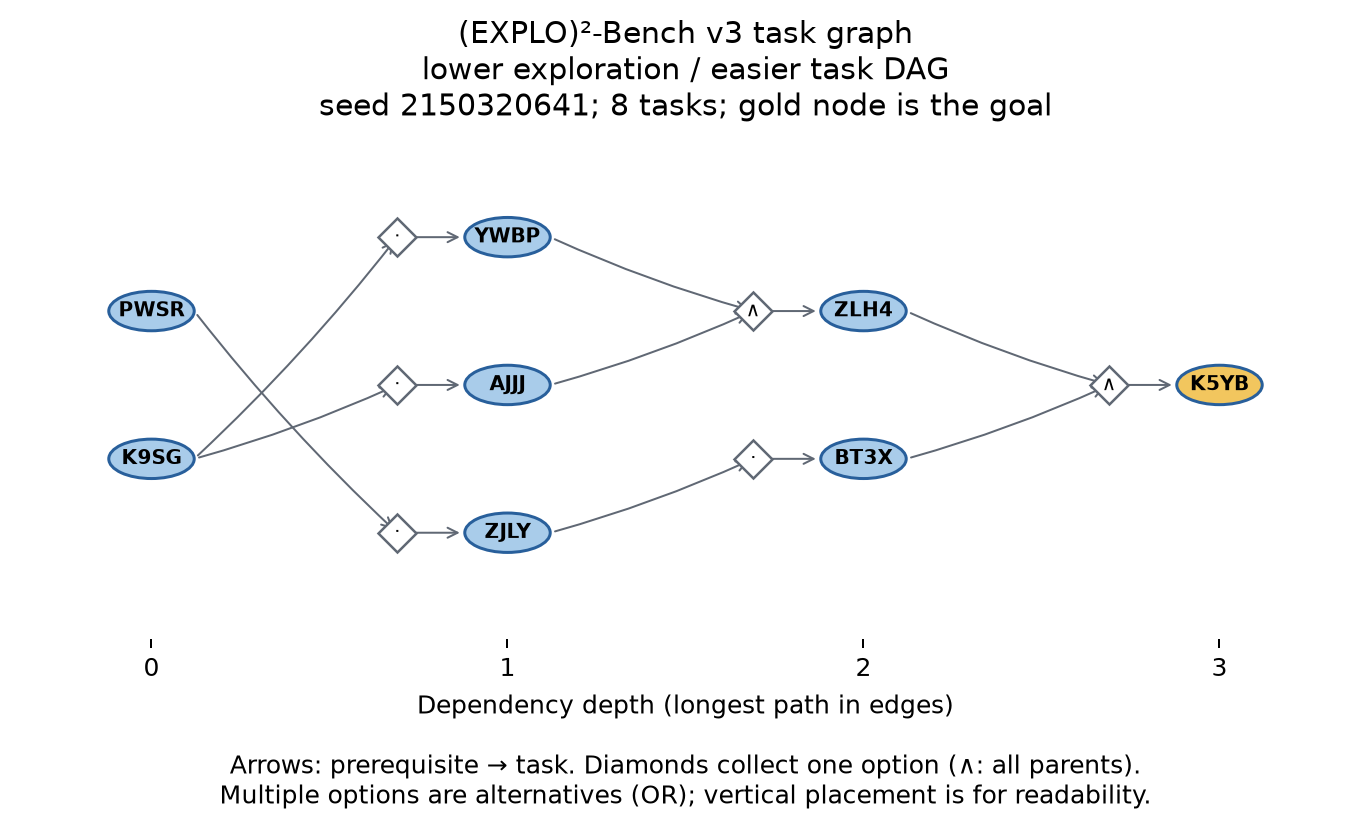 (EXPLO)²-Bench v3 task graph
lower exploration / easier task DAG
seed 2150320641; 8 tasks; gold node is the goal
·
YWBP
PWSR
∧
ZLH4
·
AJJJ
∧
K5YB
K9SG
·
BT3X
·
ZJLY
0
1
2
3
Dependency depth (longest path in edges)
Arrows: prerequisite → task. Diamonds collect one option (∧: all parents).
Multiple options are alternatives (OR); vertical placement is for readability.